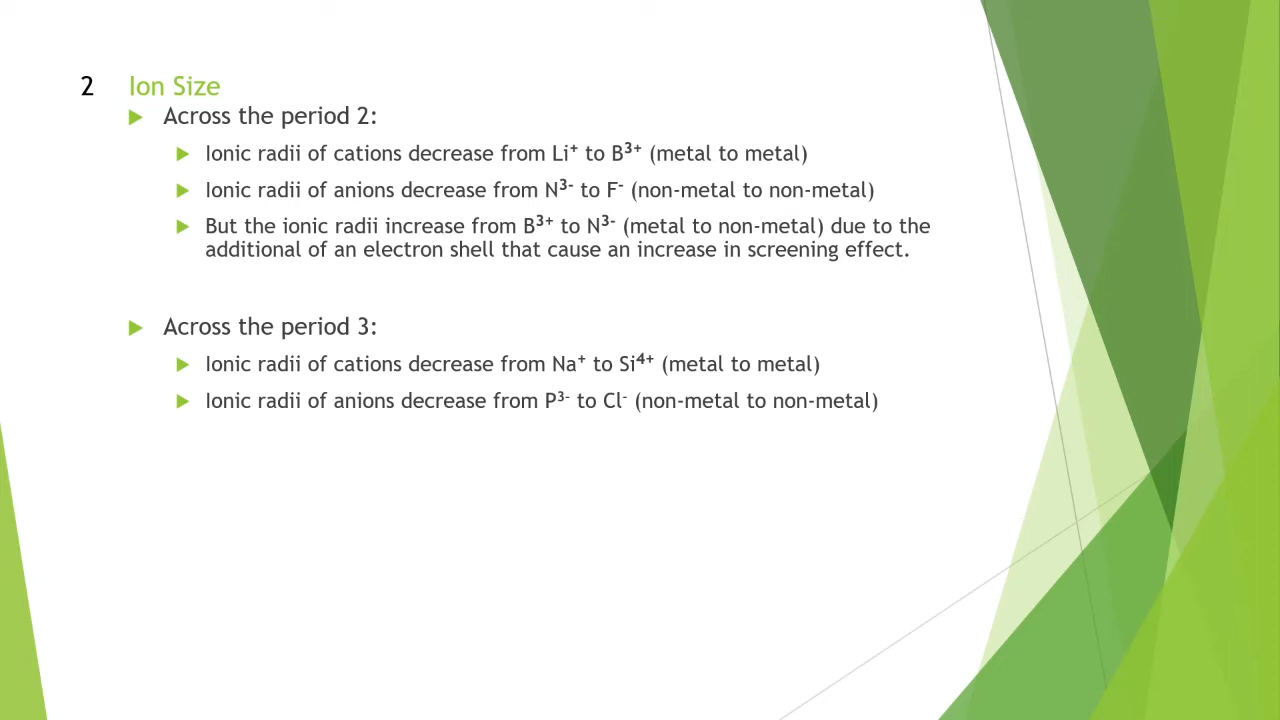 2 Ion Size
Across the period 2:
Ionic radii of cations decrease from Li⁺ to B³⁺ (metal to metal)
Ionic radii of anions decrease from N³⁻ to F⁻ (non-metal to non-metal)
But the ionic radii increase from B³⁺ to N³⁻ (metal to non-metal) due to the
additional of an electron shell that cause an increase in screening effect.
Across the period 3:
Ionic radii of cations decrease from Na⁺ to Si⁴⁺ (metal to metal)
Ionic radii of anions decrease from P³⁻ to Cl⁻ (non-metal to non-metal)